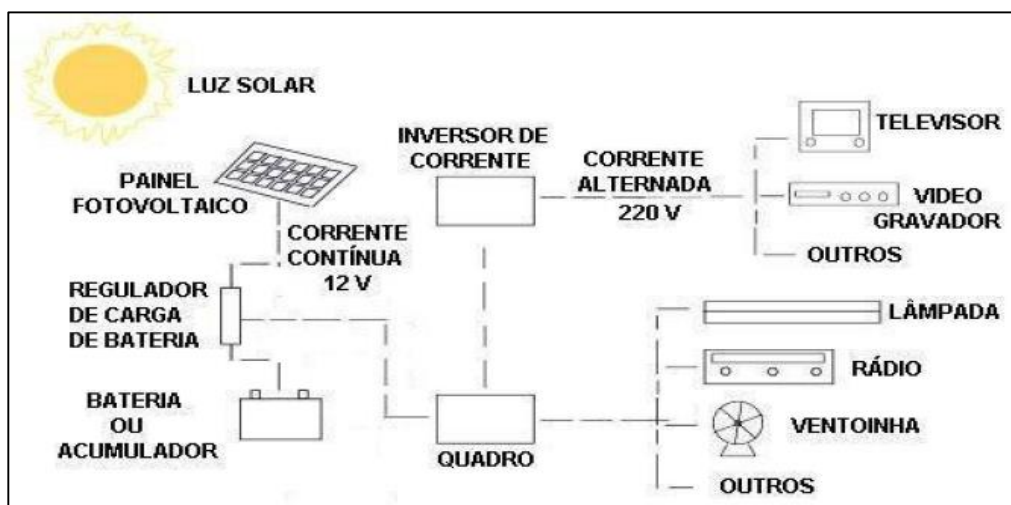 LUZ SOLAR
PAINEL
FOTOVOLTAICO
CORRENTE
CONTÍNUA
12 V
REGULADOR
DE CARGA
DE BATERIA
BATERIA
OU
ACUMULADOR
INVERSOR DE
CORRENTE
QUADRO
CORRENTE
ALTERNADA
220 V
TELEVISOR
VIDEO
GRAVADOR
OUTROS
LÂMPADA
RÁDIO
VENTOINHA
OUTROS